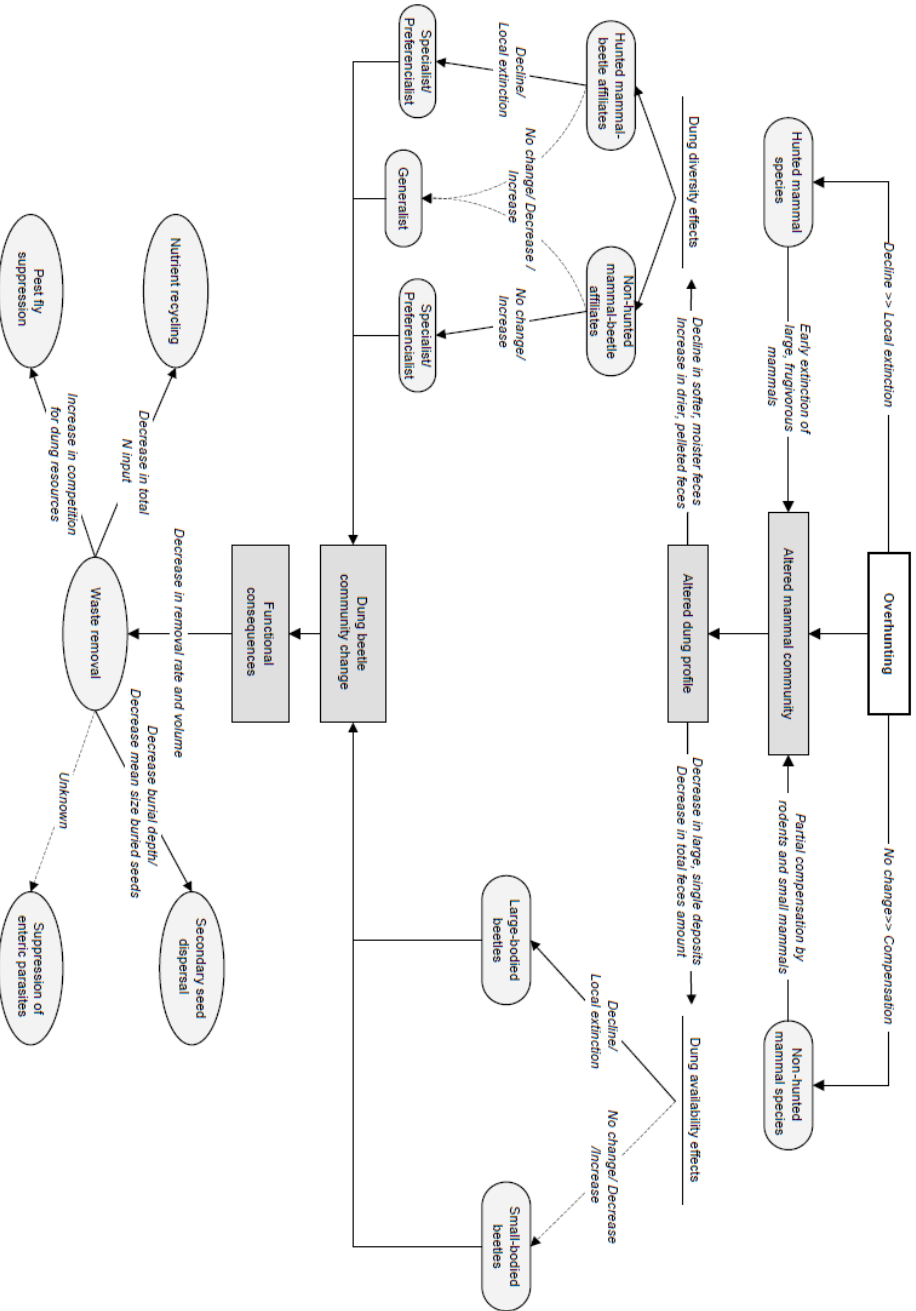 Overhunting
Decline >> Local extinction
No change>> Compensation
Hunted mammal
species
Early extinction of
large, frugivorous
mammals
Altered mammal community
Partial compensation by
rodents and small mammals
Non-hunted
mammal species
Dung diversity effects
Decline in softer, moister feces
Increase in drier, pelleted feces
Altered dung profile
Decrease in large, single deposits
Decrease in total feces amount
Dung availability effects
Hunted mammal-
beetle affiliates
Non-hunted
mammal-beetle
affiliates
Decline/
Local extinction
No change/ Decrease /
Increase
No change/
Increase
Decline/
Local extinction
No change/ Decrease
/Increase
Specialist/
Preferencialist
Generalist
Specialist/
Preferencialist
Large-bodied
beetles
Small-bodied
beetles
Dung beetle
community change
Functional
consequences
Decrease in removal rate and volume
Waste removal
Decrease in total
N input
Increase in competition
for dung resources
Decrease burial depth/
Decrease mean size buried seeds
Unknown
Nutrient recycling
Pest fly
suppression
Secondary seed
dispersal
Suppression of
enteric parasites